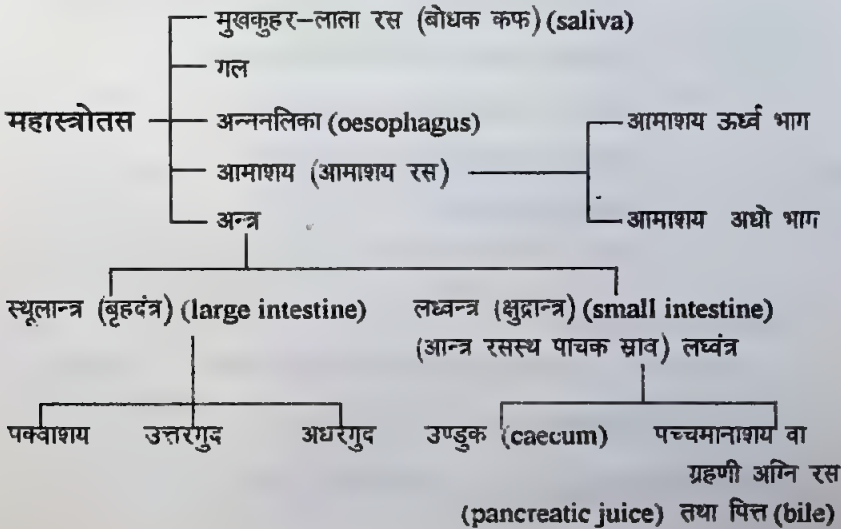 मुखकुहर–लाला रस (बोधक कफ) (saliva)
गल
महास्त्रोतस
अन्ननलिका (oesophagus)
आमाशय ऊर्ध्व भाग
आमाशय (आमाशय रस)
अन्त्र
आमाशय अधो भाग
स्थूलान्त्र (बृहदंत्र) (large intestine)
लध्वन्त्र (क्षुद्रान्त्र) (small intestine)
(आन्त्र रसस्थ पाचक स्राव) लघ्वंत्र
पक्वाशय
उत्तरगुद
अधरगुद
उण्डुक (caecum)
पच्चमानाशय वा
ग्रहणी अग्नि रस
(pancreatic juice) तथा पित्त (bile)